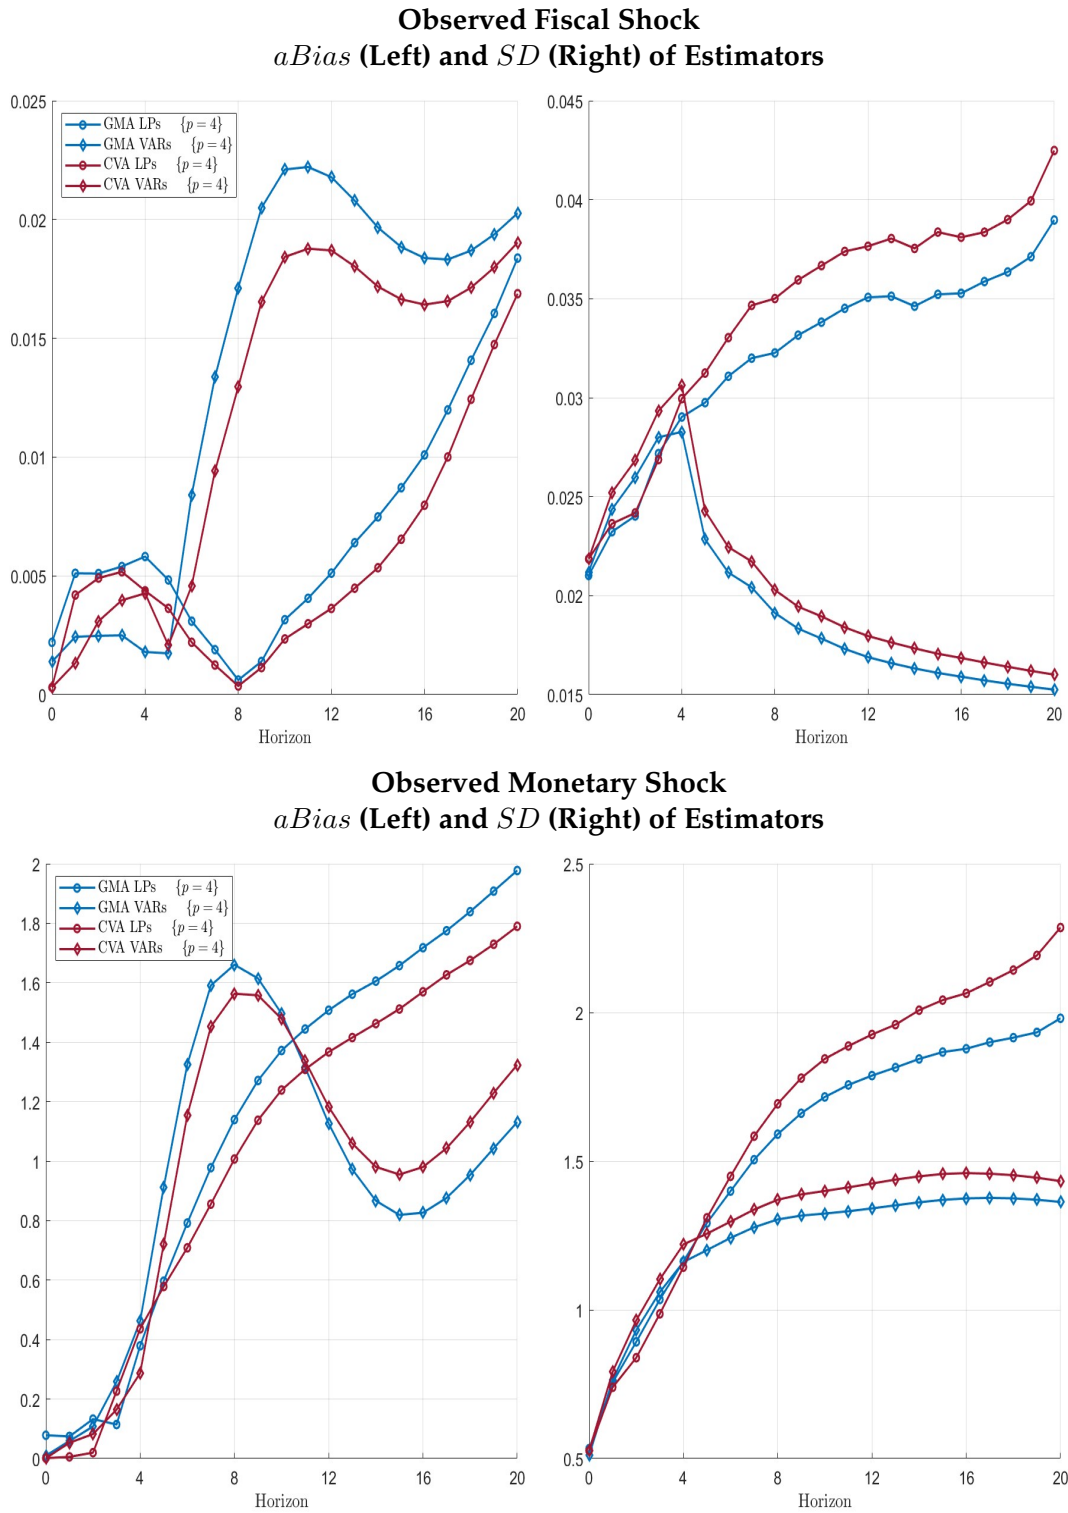 Observed Fiscal Shock
aBias (Left) and SD (Right) of Estimators
0.025
0.02
0.015
0.01
0.005
0
GMA LPs {p = 4}
GMA VARs {p = 4}
CVA LPs {p = 4}
CVA VARs {p = 4}
0 4 8 12 16 20
Horizon
0.045
0.04
0.035
0.03
0.025
0.02
0.015
0 4 8 12 16 20
Horizon
Observed Monetary Shock
aBias (Left) and SD (Right) of Estimators
2
1.8
1.6
1.4
1.2
1
0.8
0.6
0.4
0.2
0
GMA LPs {p = 4}
GMA VARs {p = 4}
CVA LPs {p = 4}
CVA VARs {p = 4}
0 4 8 12 16 20
Horizon
2.5
2
1.5
1
0.5
0 4 8 12 16 20
Horizon